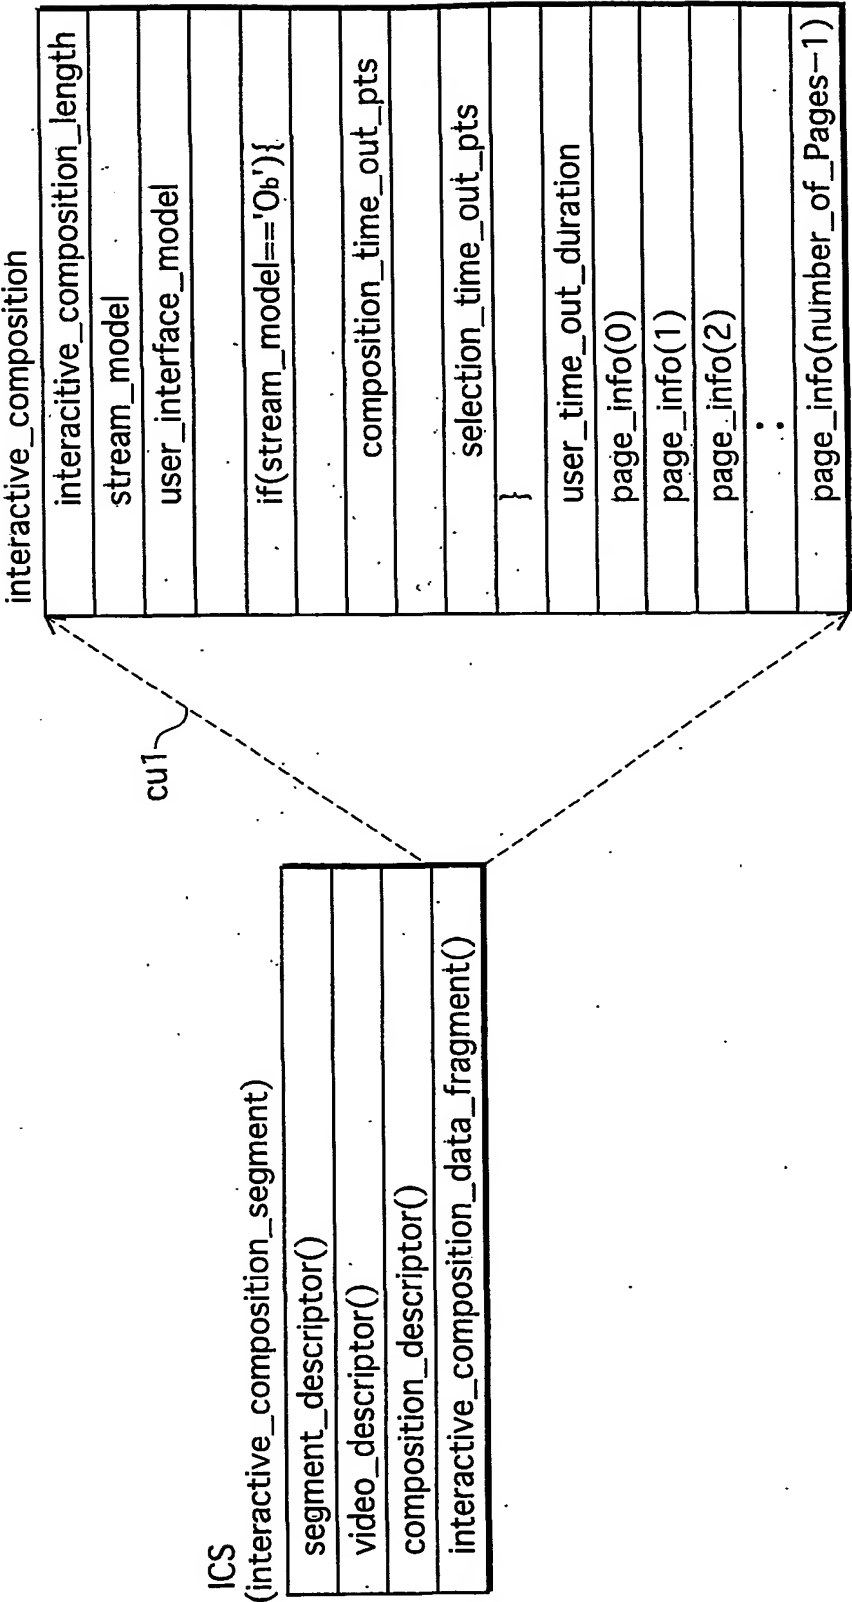 ICS
(interactive_composition_segment)
segment_descriptor()
video_descriptor()
composition_descriptor()
interactive_composition_data_fragment()
cu1
interactive_composition
interacitive_composition_length
stream_model
user_interface_model
if(stream_model=='0b'){
composition_time_out_pts
selection_time_out_pts
}
user_time_out_duration
page_info(0)
page_info(1)
page_info(2)
:
page_info(number_of_Pages-1)